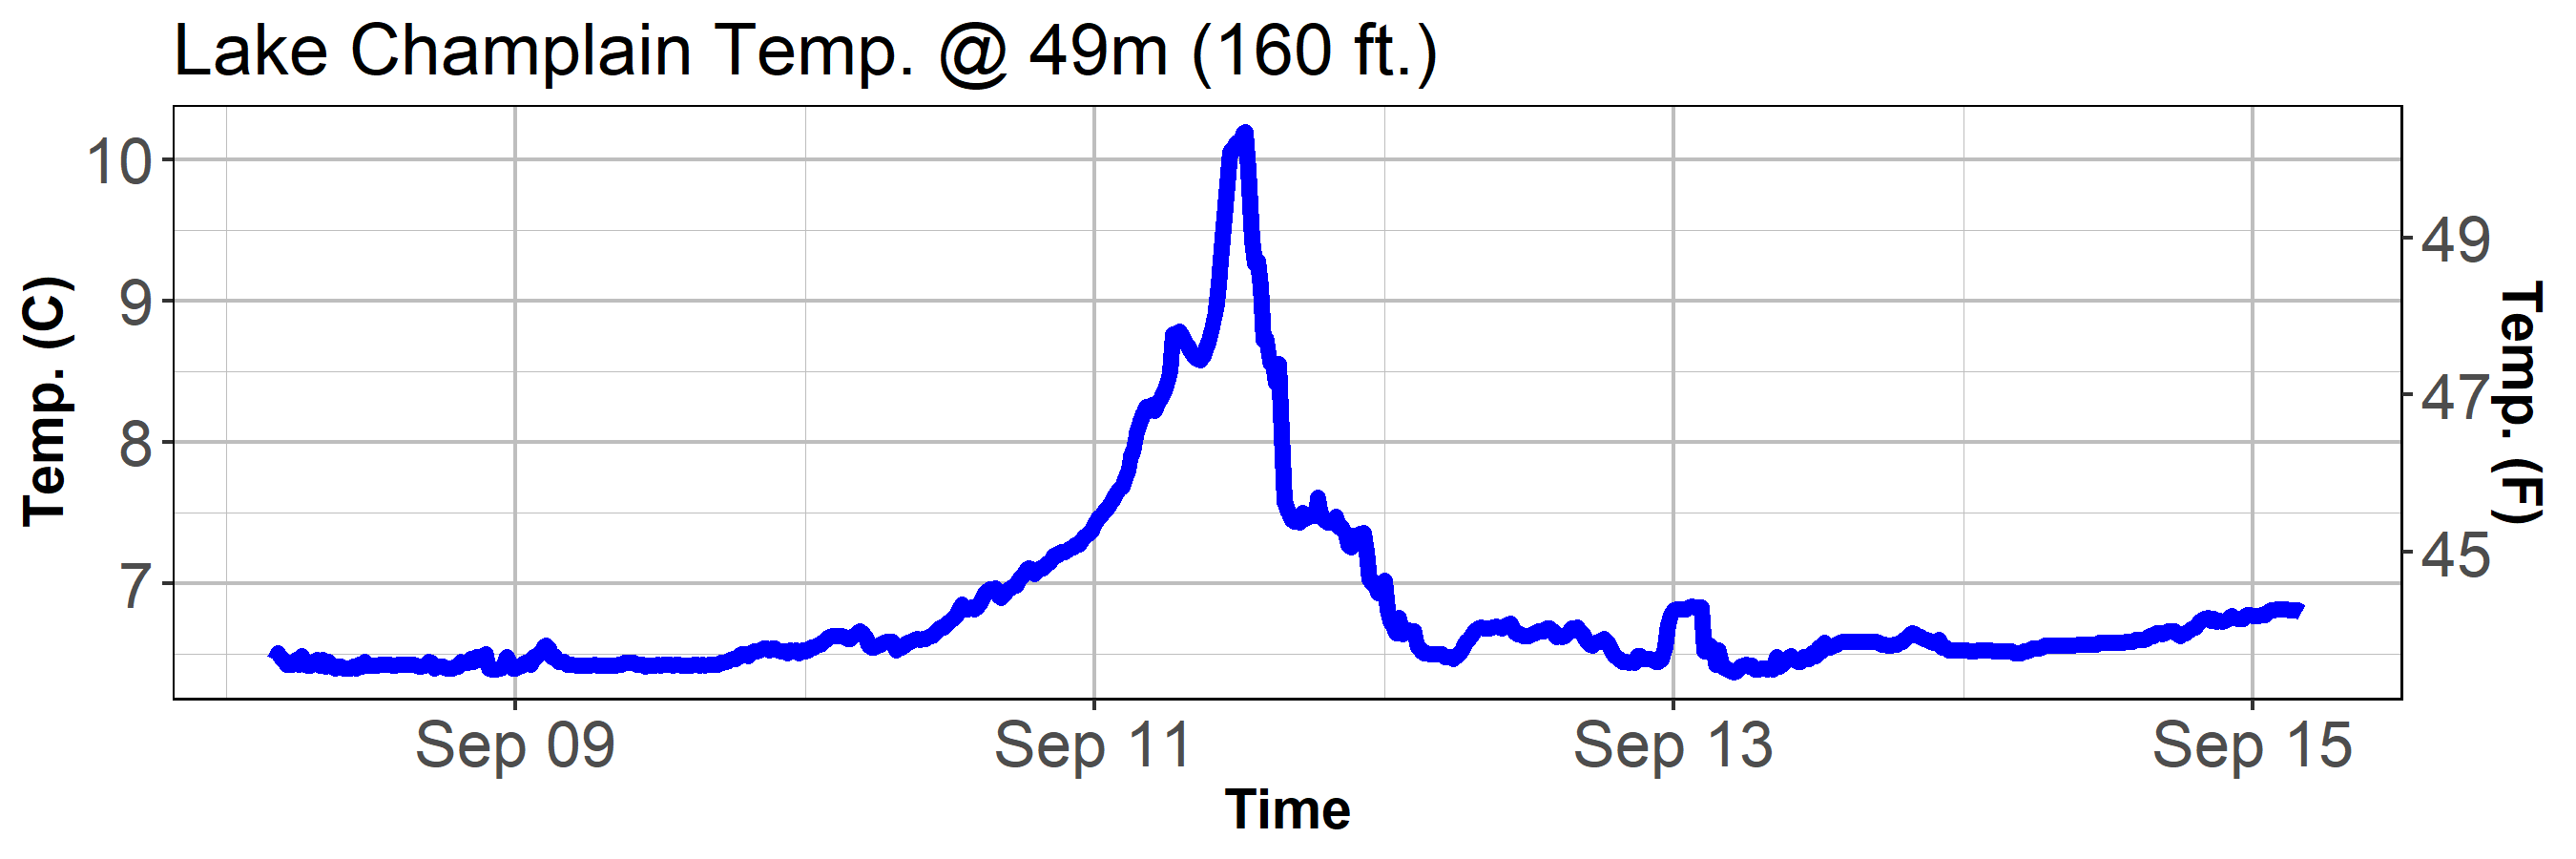 Lake Champlain Temp. @ 49m (160 ft.)
10
9
8
7
Temp. (C)
49
47
45
Temp. (F)
Sep 09 Sep 11 Sep 13 Sep 15
Time